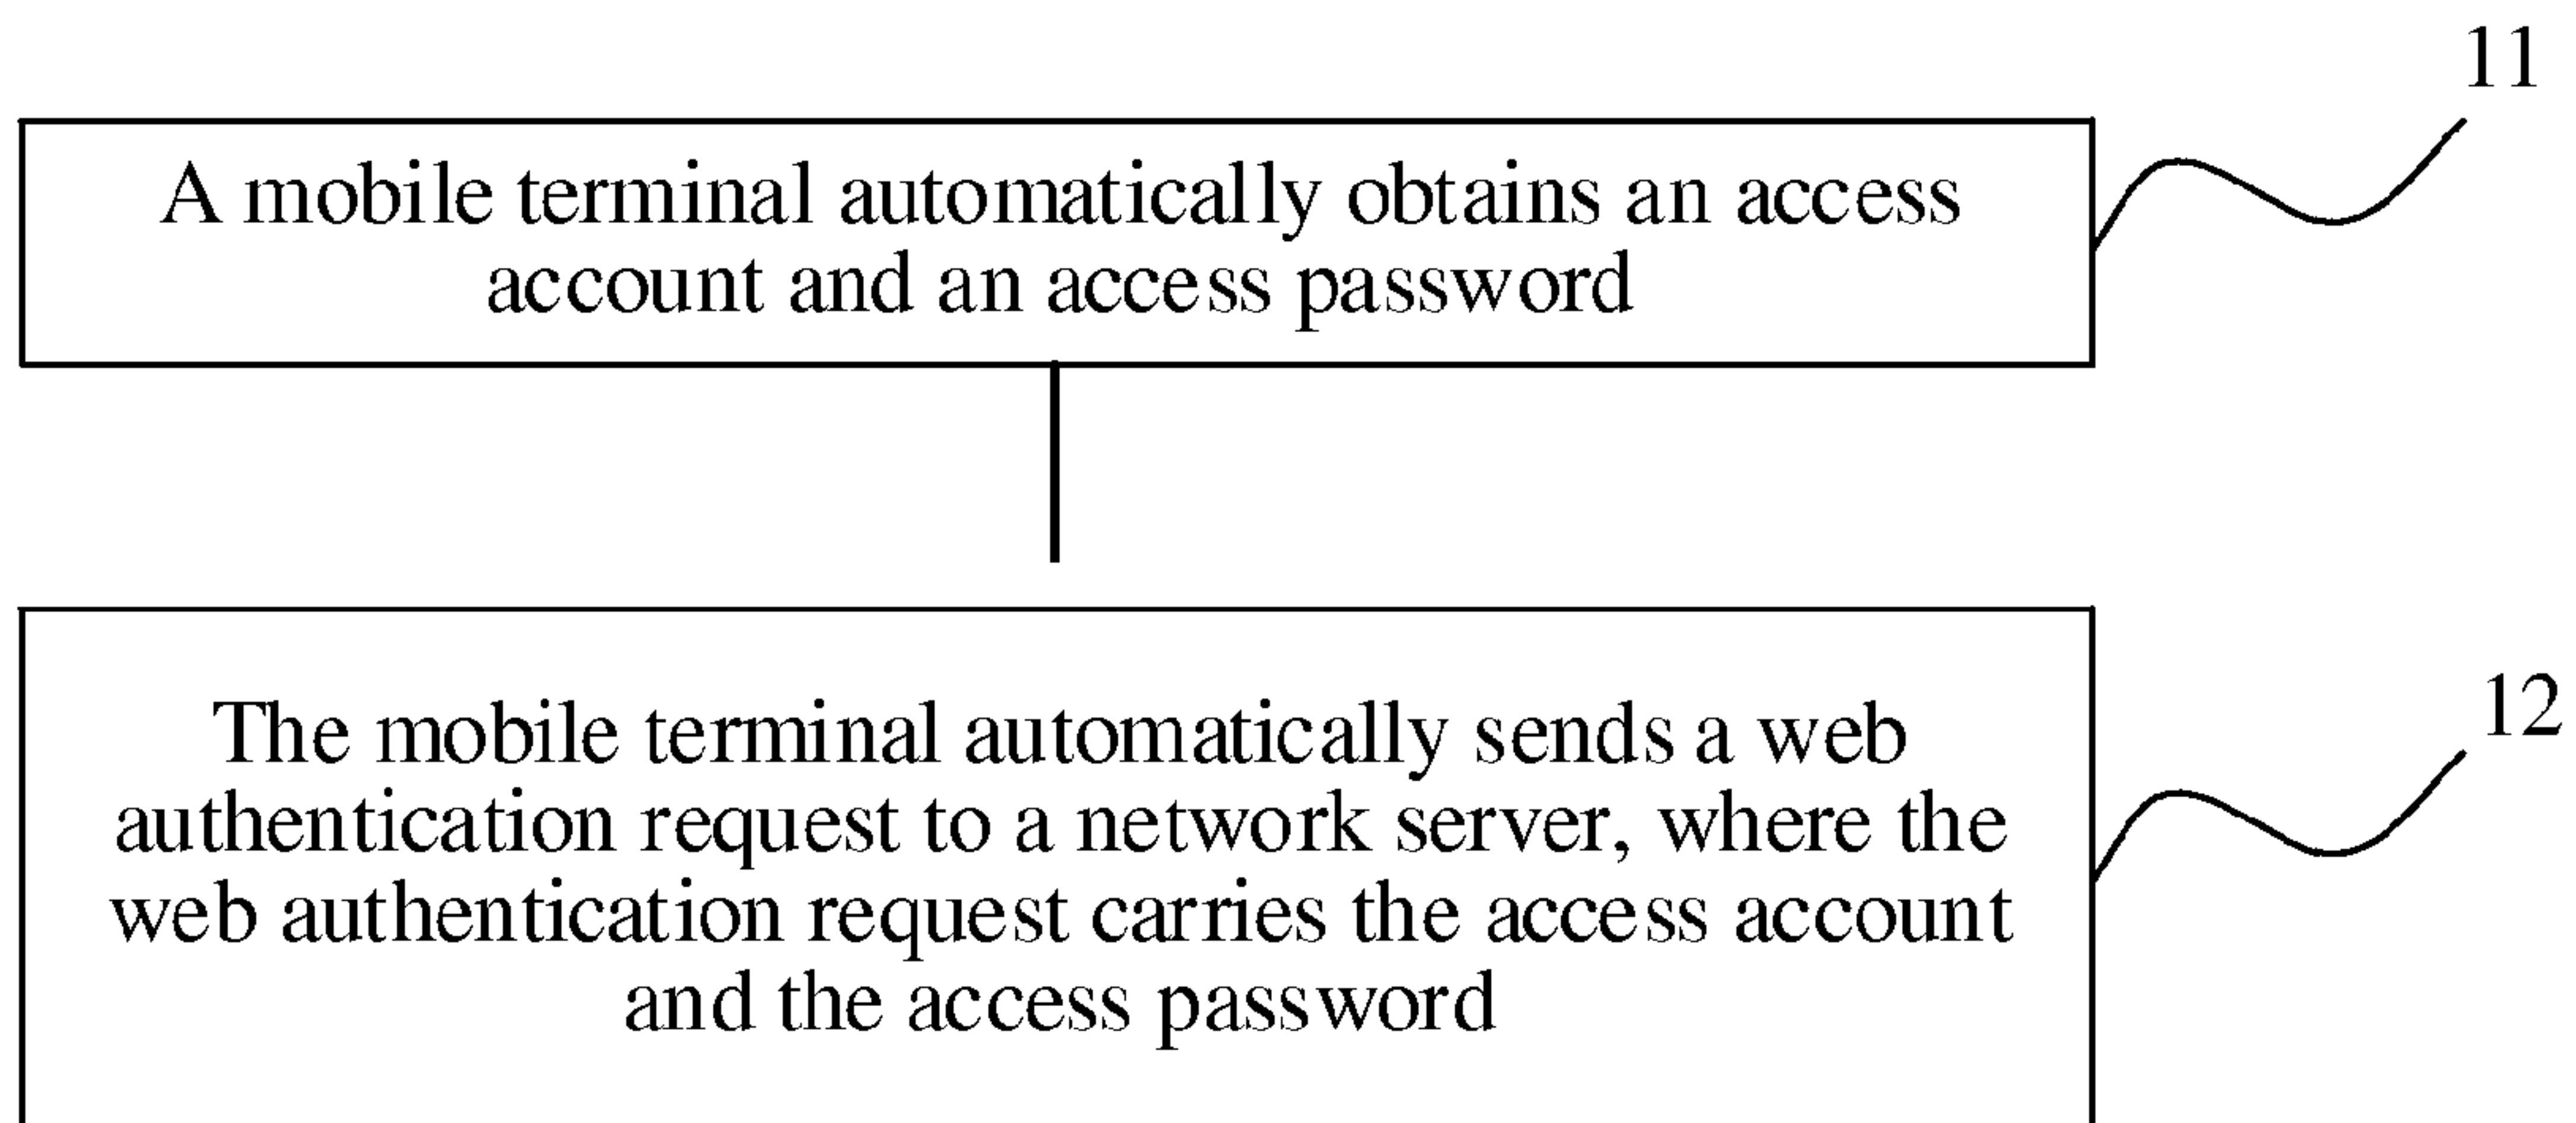 11
A mobile terminal automatically obtains an access
account and an access password
12
The mobile terminal automatically sends a web
authentication request to a network server, where the
web authentication request carries the access account
and the access password